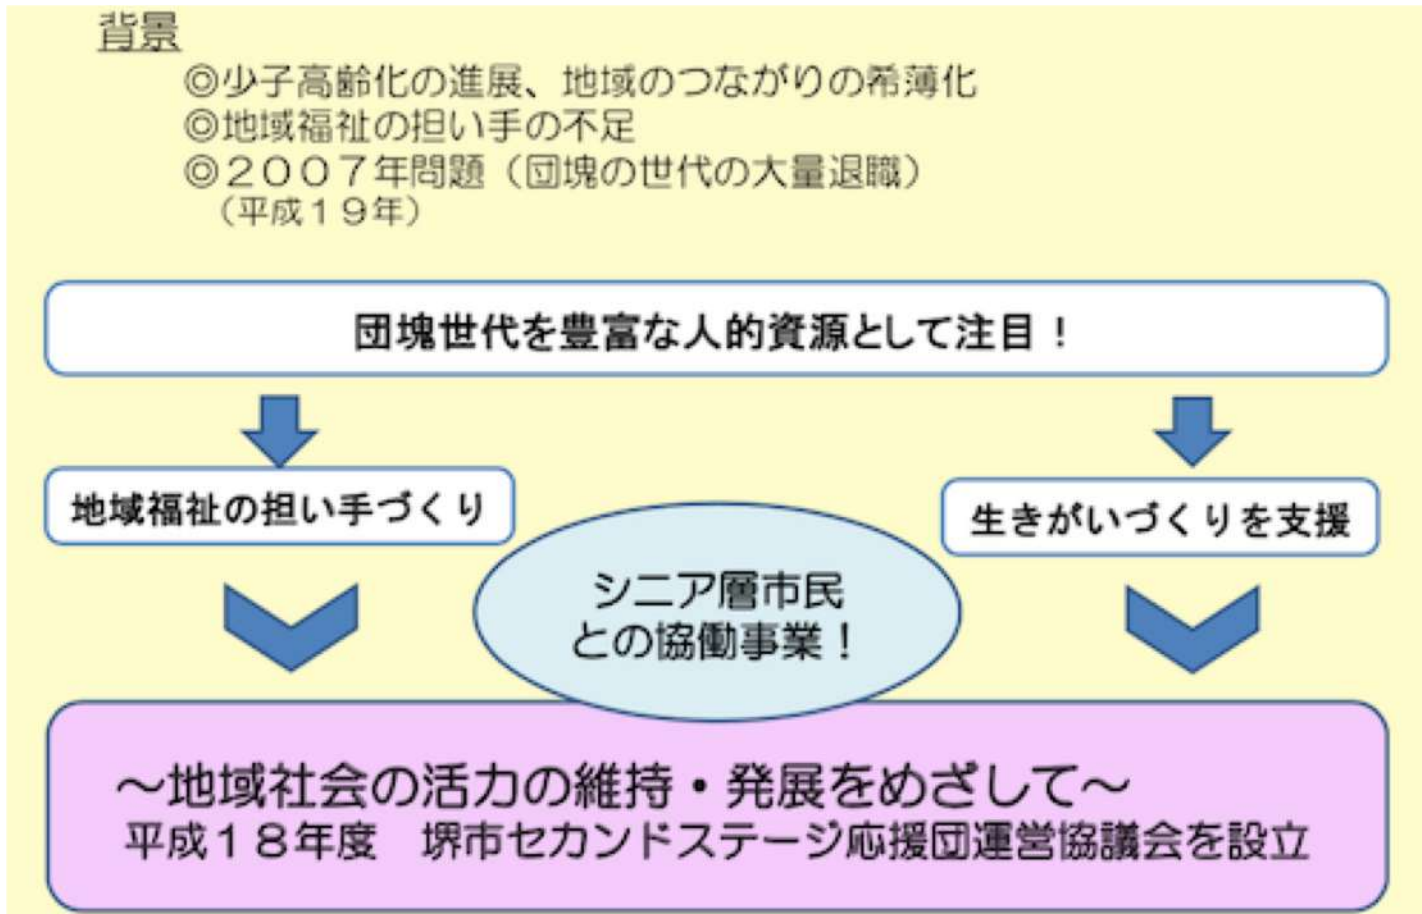 背景
◎少子高齢化の進展、地域のつながりの希薄化
◎地域福祉の担い手の不足
◎２００７年問題（団塊の世代の大量退職）
（平成１９年）
団塊世代を豊富な人的資源として注目！
地域福祉の担い手づくり
生きがいづくりを支援
シニア層市民
との協働事業！
～地域社会の活力の維持・発展をめざして～
平成１８年度　堺市セカンドステージ応援団運営協議会を設立